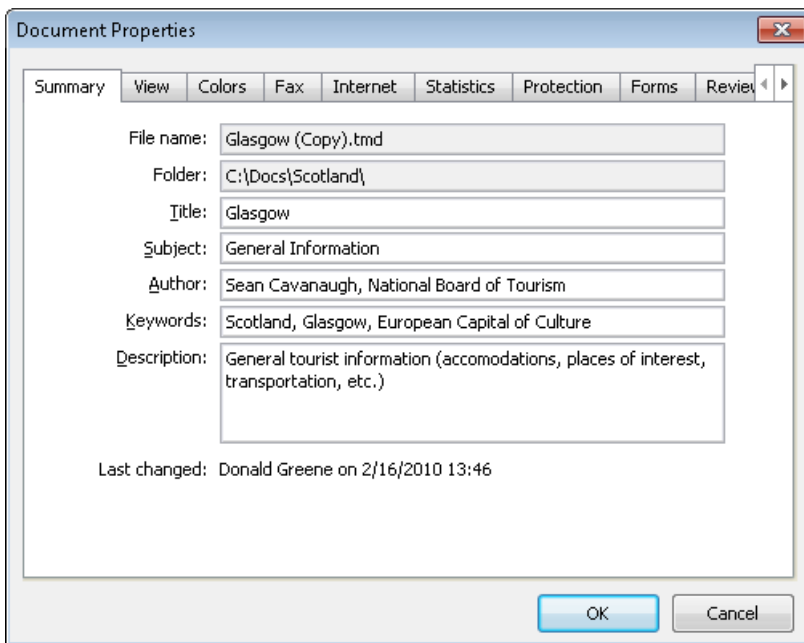 Document Properties
Summary View Colors Fax Internet Statistics Protection Forms
File name: Glasgow (Copy).tmd
Folder: C:\Docs\Scotland\
Title: Glasgow
Subject: General Information
Author: Sean Cavanaugh, National Board of Tourism
Keywords: Scotland, Glasgow, European Capital of Culture
Description: General tourist information (accomodations, places of interest,
transportation, etc.)
Last changed: Donald Greene on 2/16/2010 13:46
OK Cancel